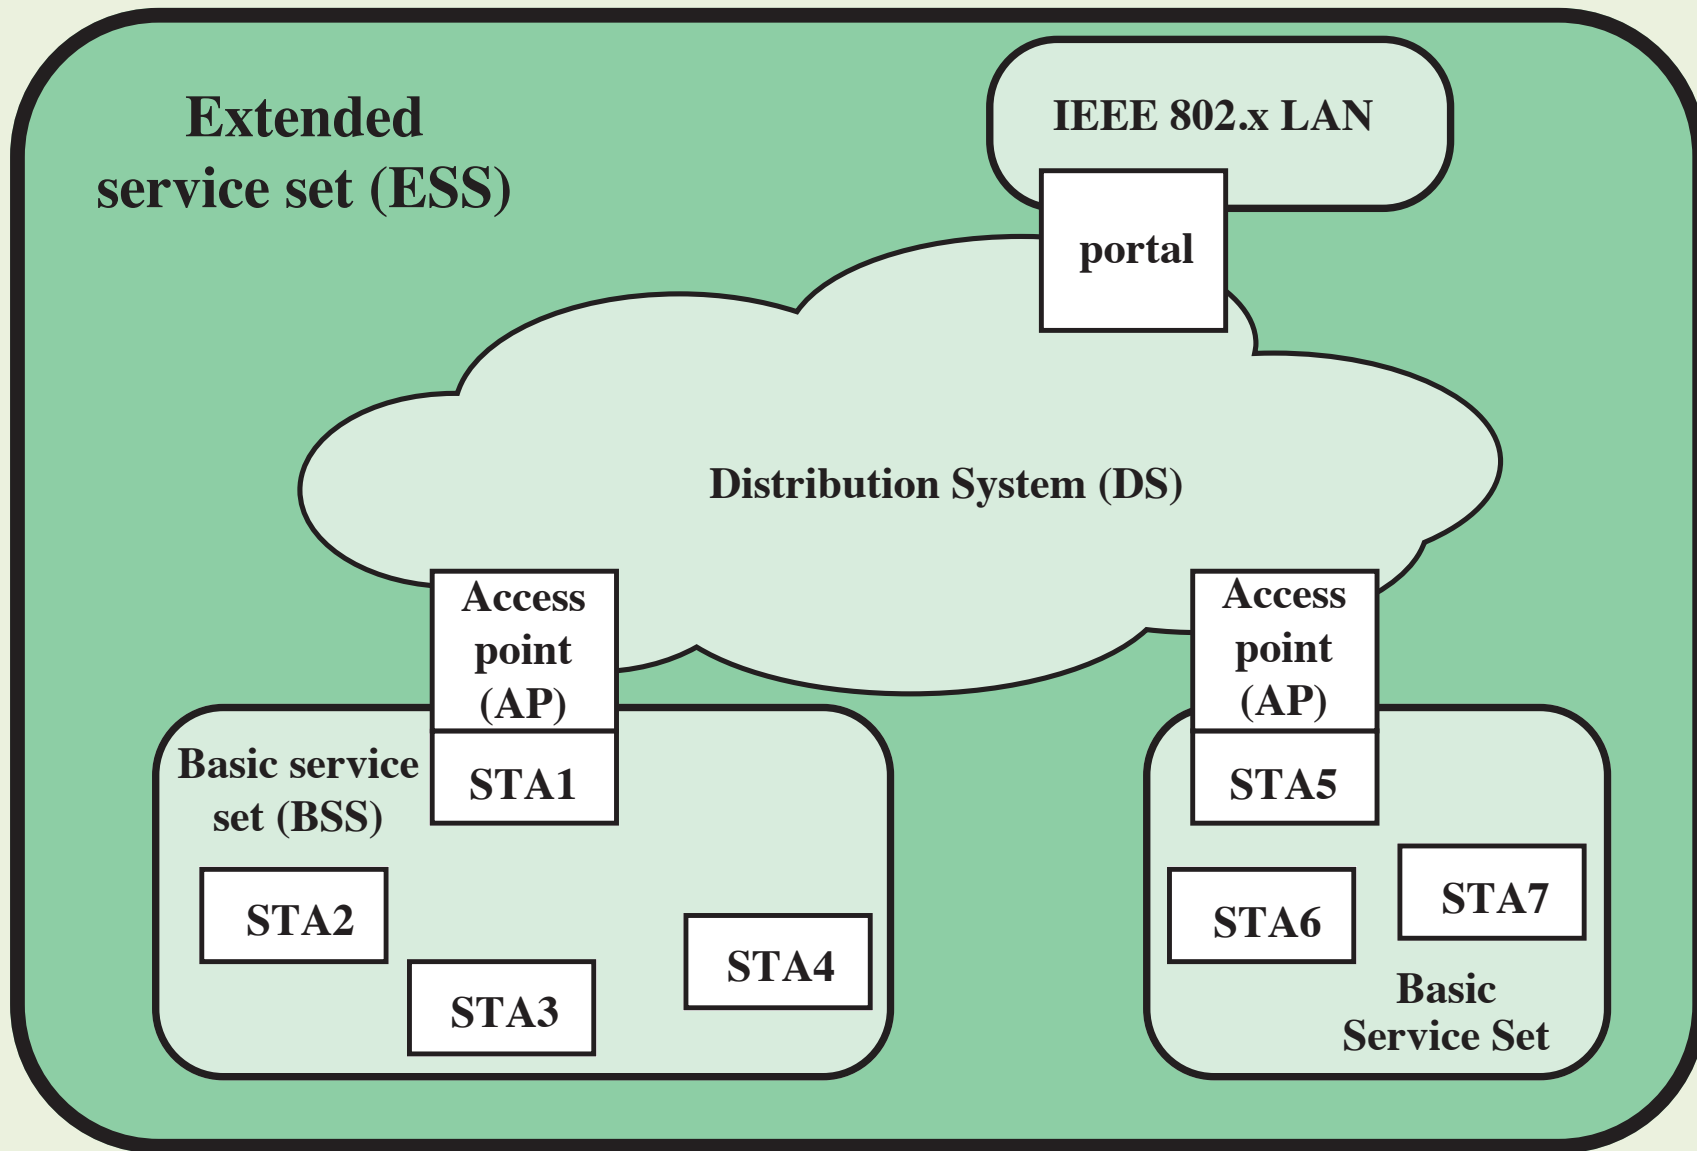 Extended
service set (ESS)
IEEE 802.x LAN
portal
Distribution System (DS)
Access
point
(AP)
STA1
Basic service
set (BSS)
STA2
STA3
STA4
Access
point
(AP)
STA5
STA6
STA7
Basic
Service Set